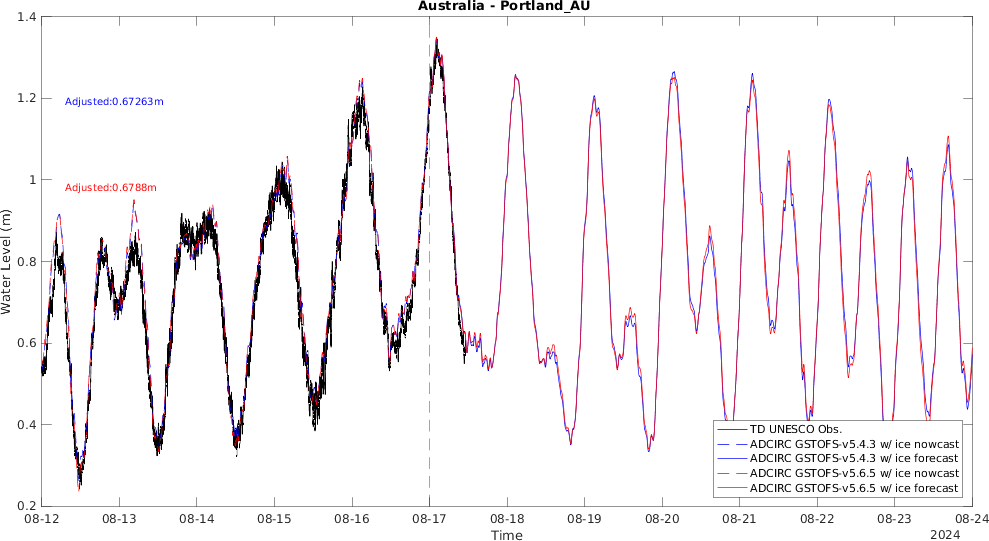 Australia - Portland_AU
Water Level (m)
1.4
1.2
1
0.8
0.6
0.4
0.2
Adjusted:0.67263m
Adjusted:0.6788m
TD UNESCO Obs.
ADCIRC GSTOFS-v5.4.3 w/ ice nowcast
ADCIRC GSTOFS-v5.4.3 w/ ice forecast
ADCIRC GSTOFS-v5.6.5 w/ ice nowcast
ADCIRC GSTOFS-v5.6.5 w/ ice forecast
08-12 08-13 08-14 08-15 08-16 08-17 08-18 08-19 08-20 08-21 08-22 08-23 08-24
Time
2024